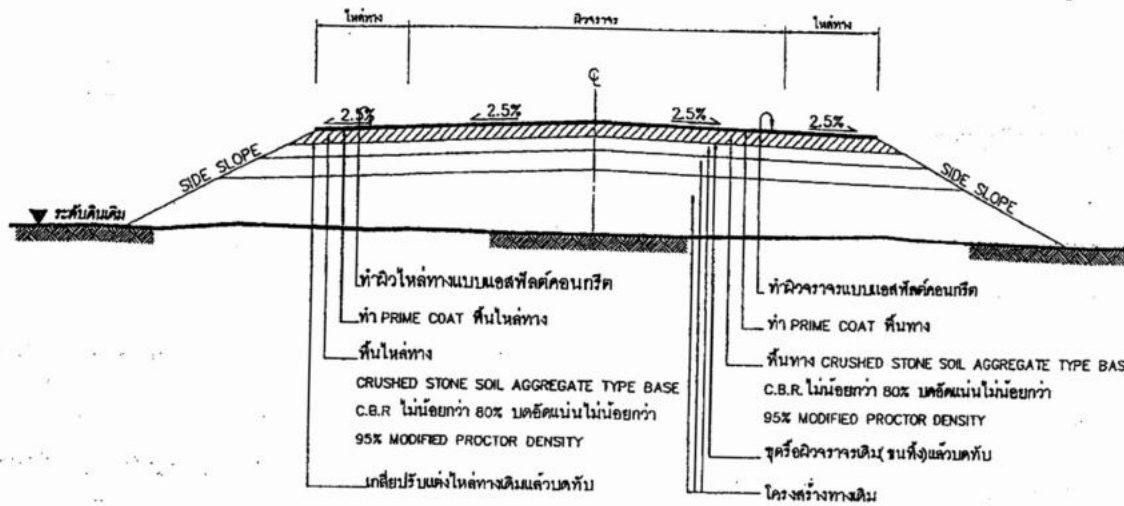 ไหล่ทาง ผิวจราจร ไหล่ทาง
℄
2.5% 2.5% 2.5% 2.5%
SIDE SLOPE SIDE SLOPE
ระดับดินเดิม
ทำผิวไหล่ทางแบบแอสฟัลต์คอนกรีต
ทำ PRIME COAT พื้นไหล่ทาง
พื้นไหล่ทาง
CRUSHED STONE SOIL AGGREGATE TYPE BASE
C.B.R ไม่น้อยกว่า 80% บดอัดแน่นไม่น้อยกว่า
95% MODIFIED PROCTOR DENSITY
เกลี่ยปรับแต่งไหล่ทางเดิมแล้วบดทับ
ทำผิวจราจรแบบแอสฟัลต์คอนกรีต
ทำ PRIME COAT พื้นทาง
พื้นทาง CRUSHED STONE SOIL AGGREGATE TYPE BAS
C.B.R. ไม่น้อยกว่า 80% บดอัดแน่นไม่น้อยกว่า
95% MODIFIED PROCTOR DENSITY
ขุดรื้อผิวจราจรเดิม(ขนทิ้ง)แล้วบดทับ
โครงสร้างทางเดิม